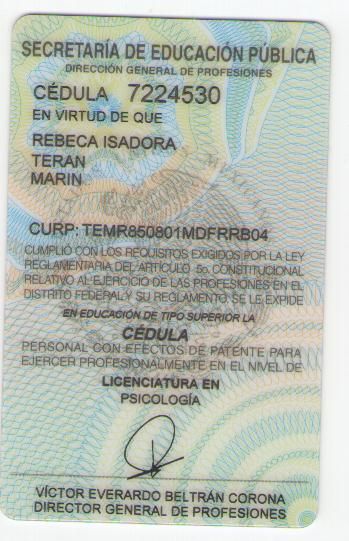 SECRETARÍA DE EDUCACIÓN PÚBLICA
DIRECCIÓN GENERAL DE PROFESIONES
CÉDULA 7224530
EN VIRTUD DE QUE
REBECA ISADORA
TERAN
MARIN
CURP: TEMR850801MDFRRB04
CUMPLIÓ CON LOS REQUISITOS EXIGIDOS POR LA LEY
REGLAMENTARIA DEL ARTÍCULO 5o. CONSTITUCIONAL
RELATIVO AL EJERCICIO DE LAS PROFESIONES EN EL
DISTRITO FEDERAL Y SU REGLAMENTO SE LE EXPIDE
EN EDUCACIÓN DE TIPO SUPERIOR LA
CÉDULA
PERSONAL CON EFECTOS DE PATENTE PARA
EJERCER PROFESIONALMENTE EN EL NIVEL DE
LICENCIATURA EN
PSICOLOGÍA
VÍCTOR EVERARDO BELTRÁN CORONA
DIRECTOR GENERAL DE PROFESIONES